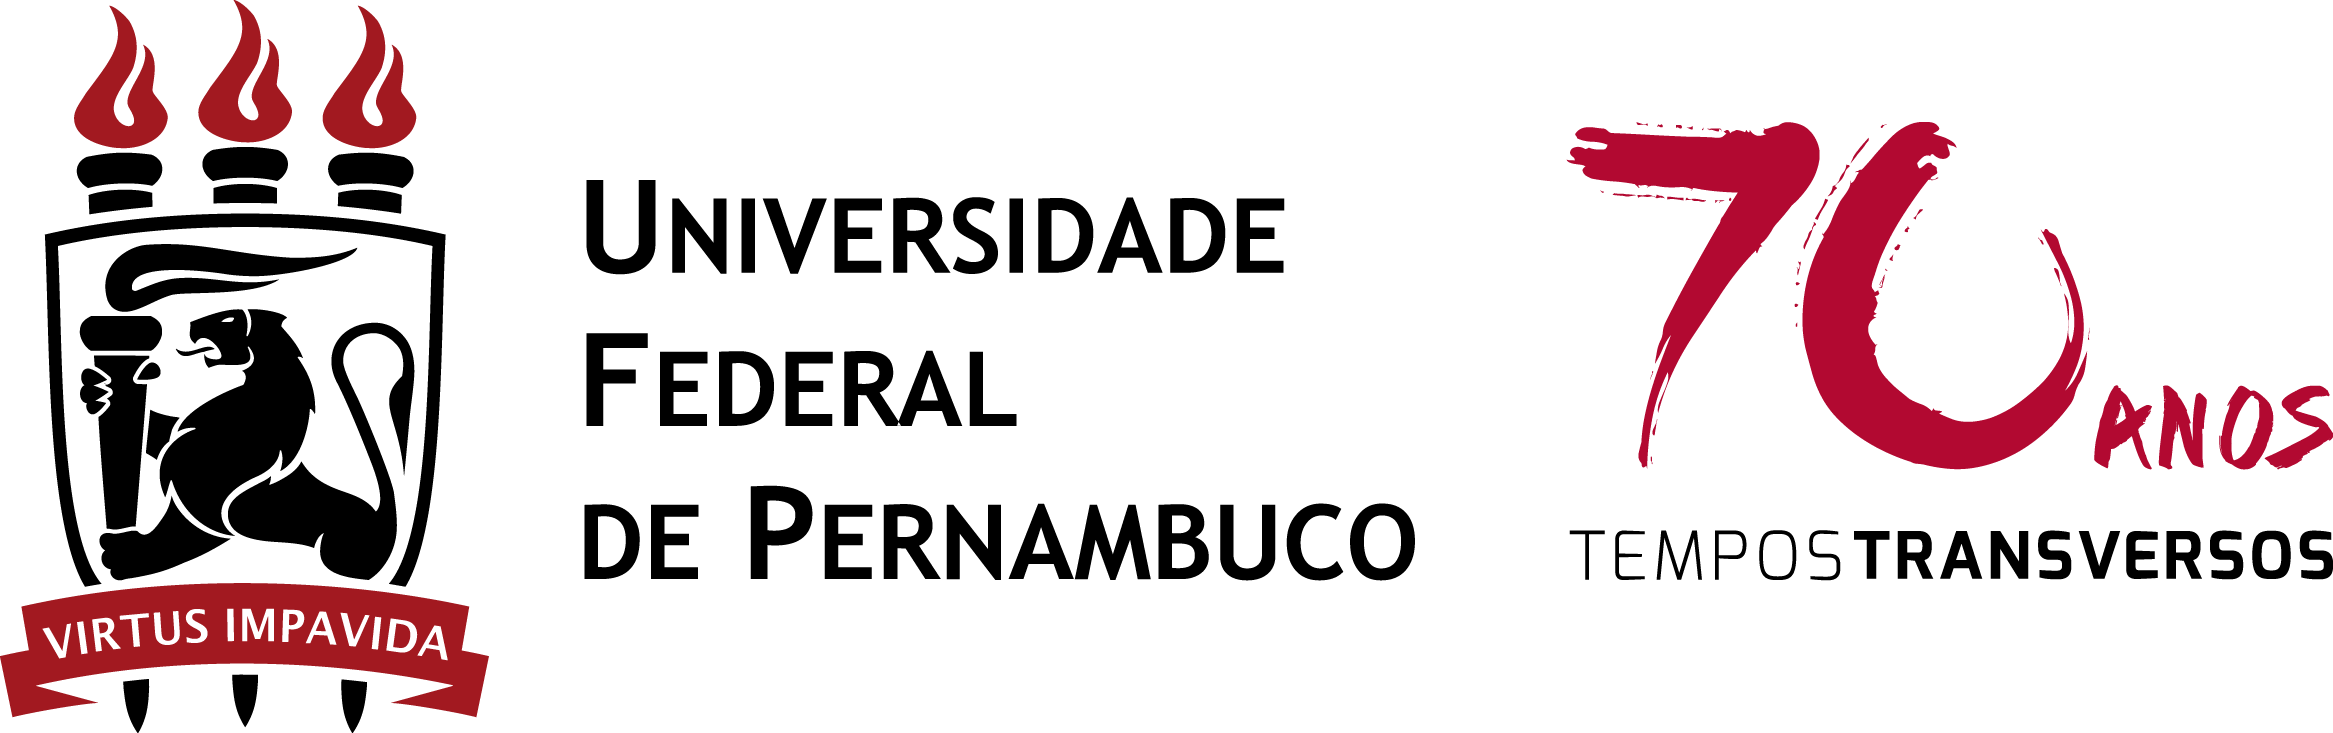 VIRTUS IMPAVIDA
UNIVERSIDADE
FEDERAL
DE PERNAMBUCO
70 ANOS
TEMPOSTRANSVERSOS